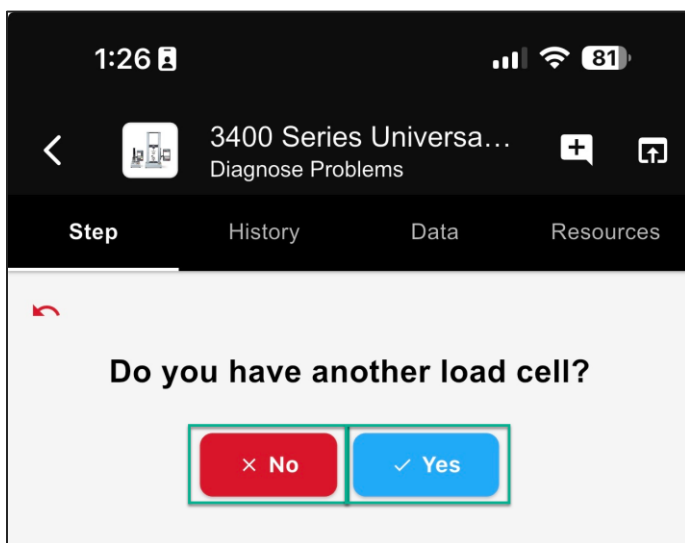 1:26 81
3400 Series Universa...
Diagnose Problems
Step History Data Resources
Do you have another load cell?
No Yes